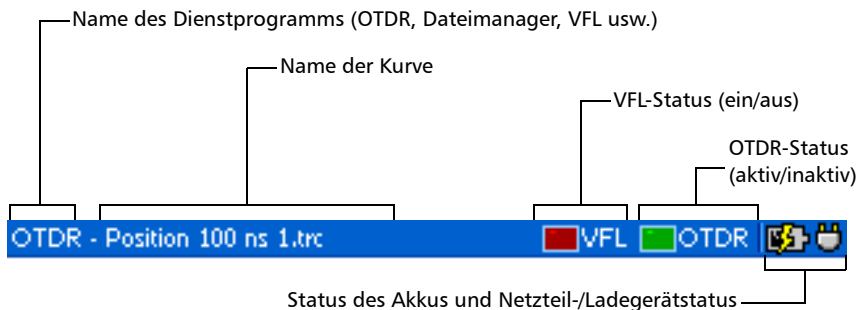 Name des Dienstprogramms (OTDR, Dateimanager, VFL usw.)
Name der Kurve
VFL-Status (ein/aus)
OTDR-Status
(aktiv/inaktiv)
OTDR - Position 100 ns 1.trc VFL OTDR
Status des Akkus und Netzteil-/Ladegerätstatus